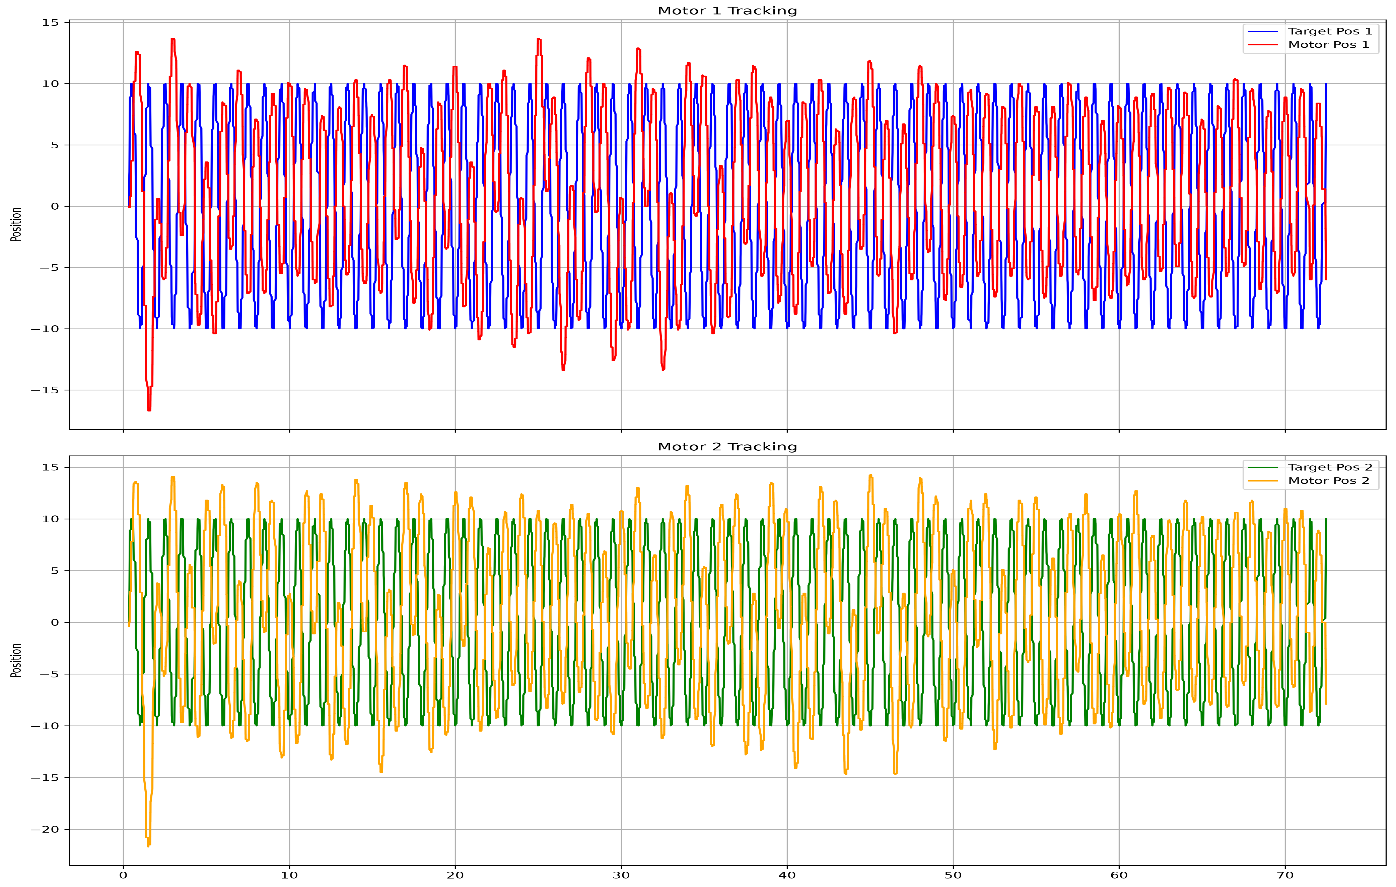 Motor 1 Tracking
15
10
5
0
−5
−10
−15
Position
Target Pos 1
Motor Pos 1
Motor 2 Tracking
15
10
5
0
−5
−10
−15
−20
Position
Target Pos 2
Motor Pos 2
0 10 20 30 40 50 60 70